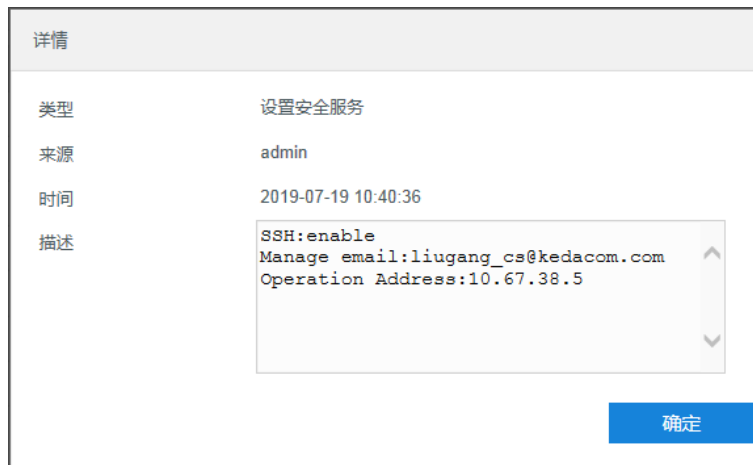 详情
类型 设置安全服务
来源 admin
时间 2019-07-19 10:40:36
描述 SSH:enable
Manage email:liugang_cs@kedacom.com
Operation Address:10.67.38.5
确定